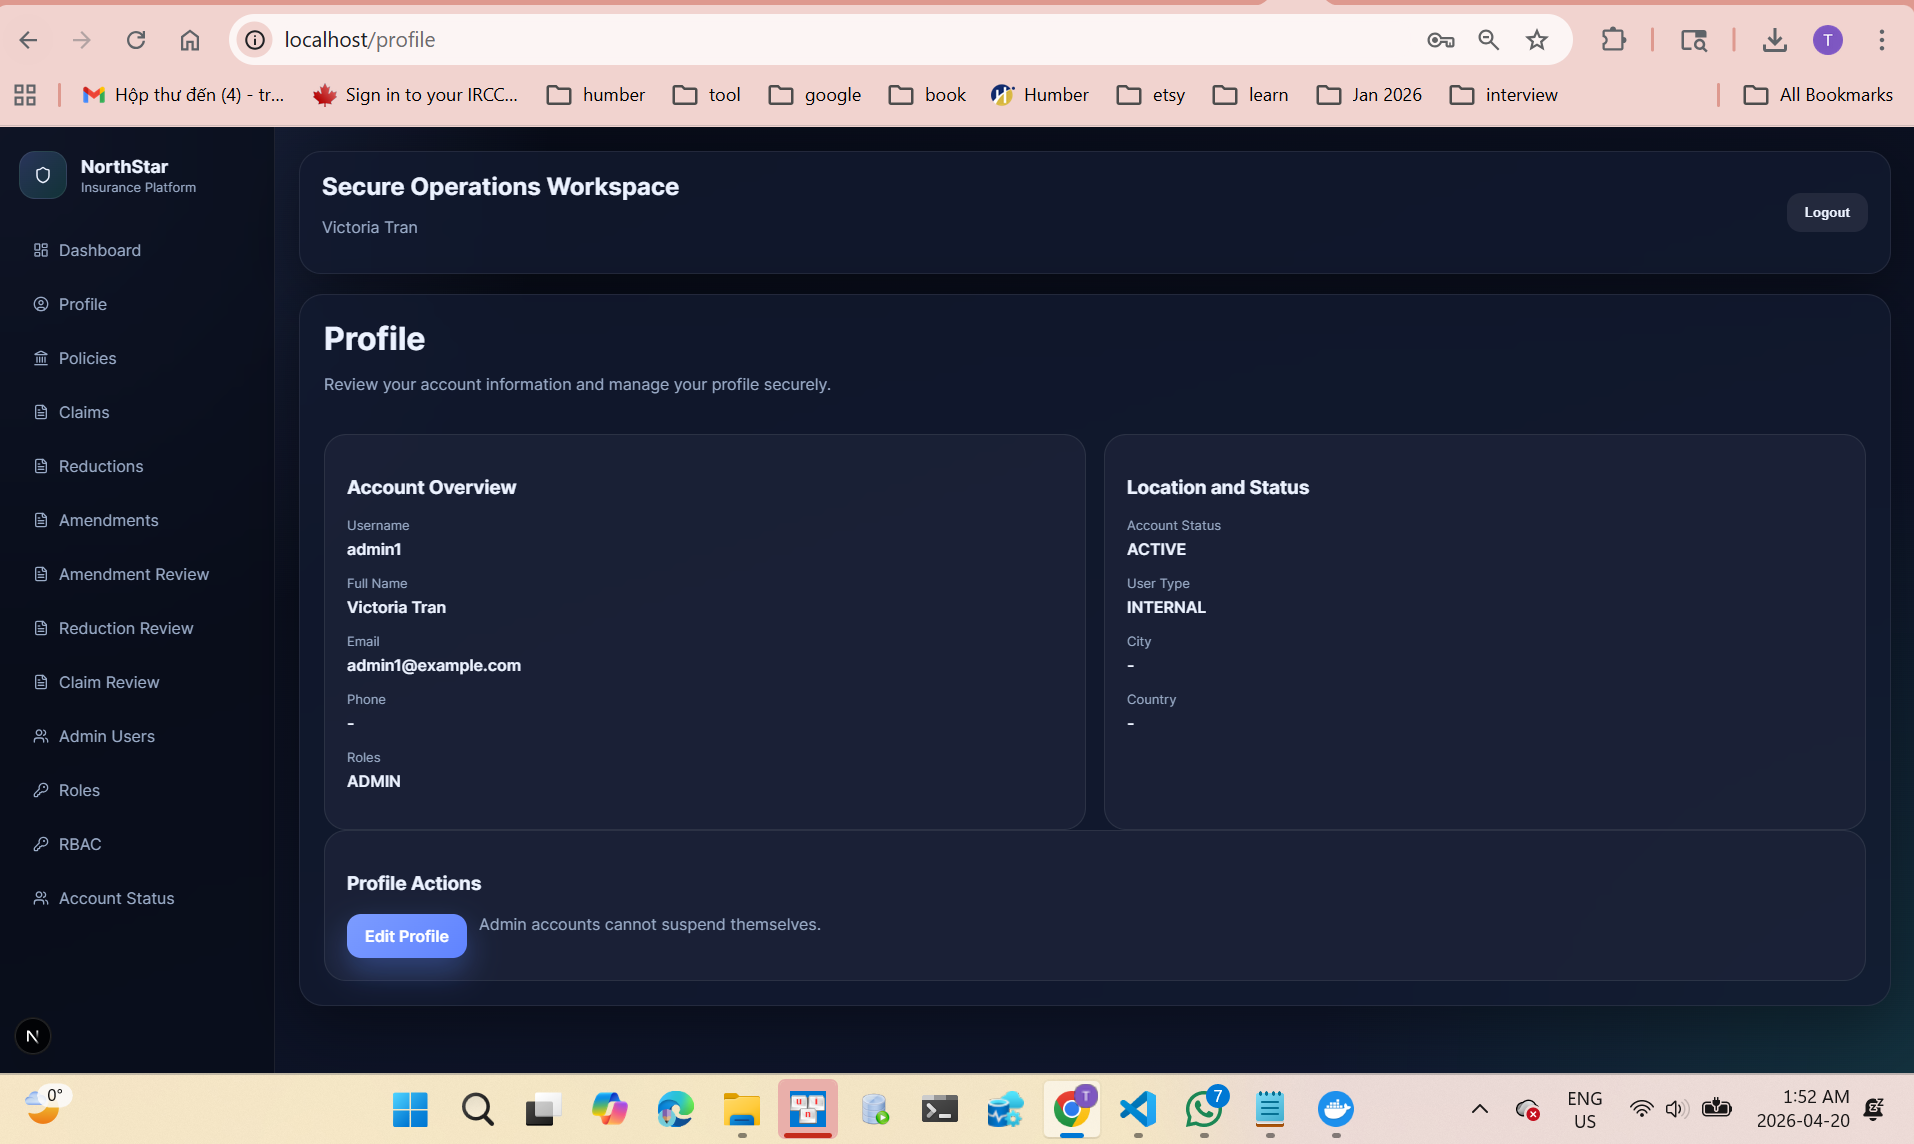 localhost/profile
T
Hộp thư đến (4) - tr...
Sign in to your IRCC...
humber
tool
google
book
Humber
etsy
learn
Jan 2026
interview
All Bookmarks
NorthStar
Insurance Platform
Dashboard
Profile
Policies
Claims
Reductions
Amendments
Amendment Review
Reduction Review
Claim Review
Admin Users
Roles
RBAC
Account Status
N
Secure Operations Workspace
Victoria Tran
Logout
Profile
Review your account information and manage your profile securely.
Account Overview
Username
admin1
Full Name
Victoria Tran
Email
admin1@example.com
Phone
-
Roles
ADMIN
Location and Status
Account Status
ACTIVE
User Type
INTERNAL
City
-
Country
-
Profile Actions
Edit Profile
Admin accounts cannot suspend themselves.
0°
U
i
n
T
7
ENG
US
1:52 AM
2026-04-20